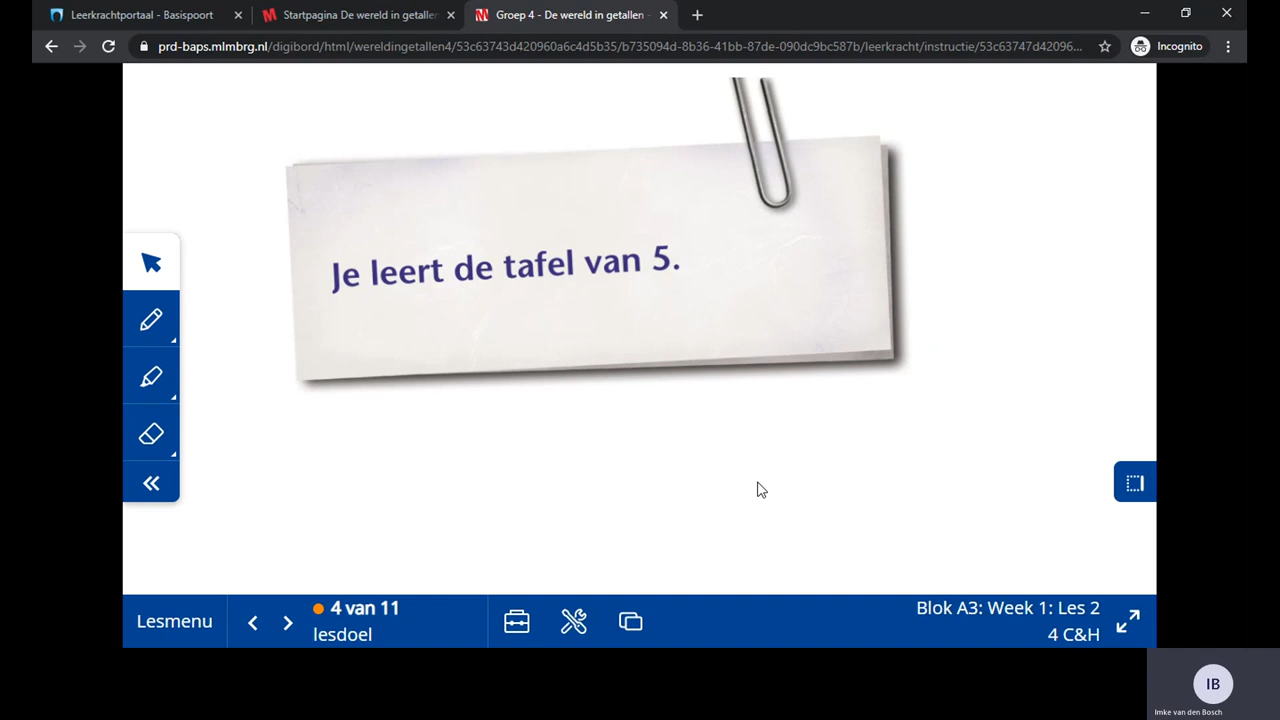 Leerkrachtportaal - Basispoort
Startpagina De wereld in getallen
Groep 4 - De wereld in getallen -
prd-baps.mlmbrg.nl/digibord/html/wereldingetallen4/53c63743d420960a6c4d5b35/b735094d-8b36-41bb-87de-090dc9bc587b/leerkracht/instructie/53c63747d42096...
Incognito
Je leert de tafel van 5.
Lesmenu
4 van 11
lesdoel
Blok A3: Week 1: Les 2
4 C&H
IB
Imke van den Bosch